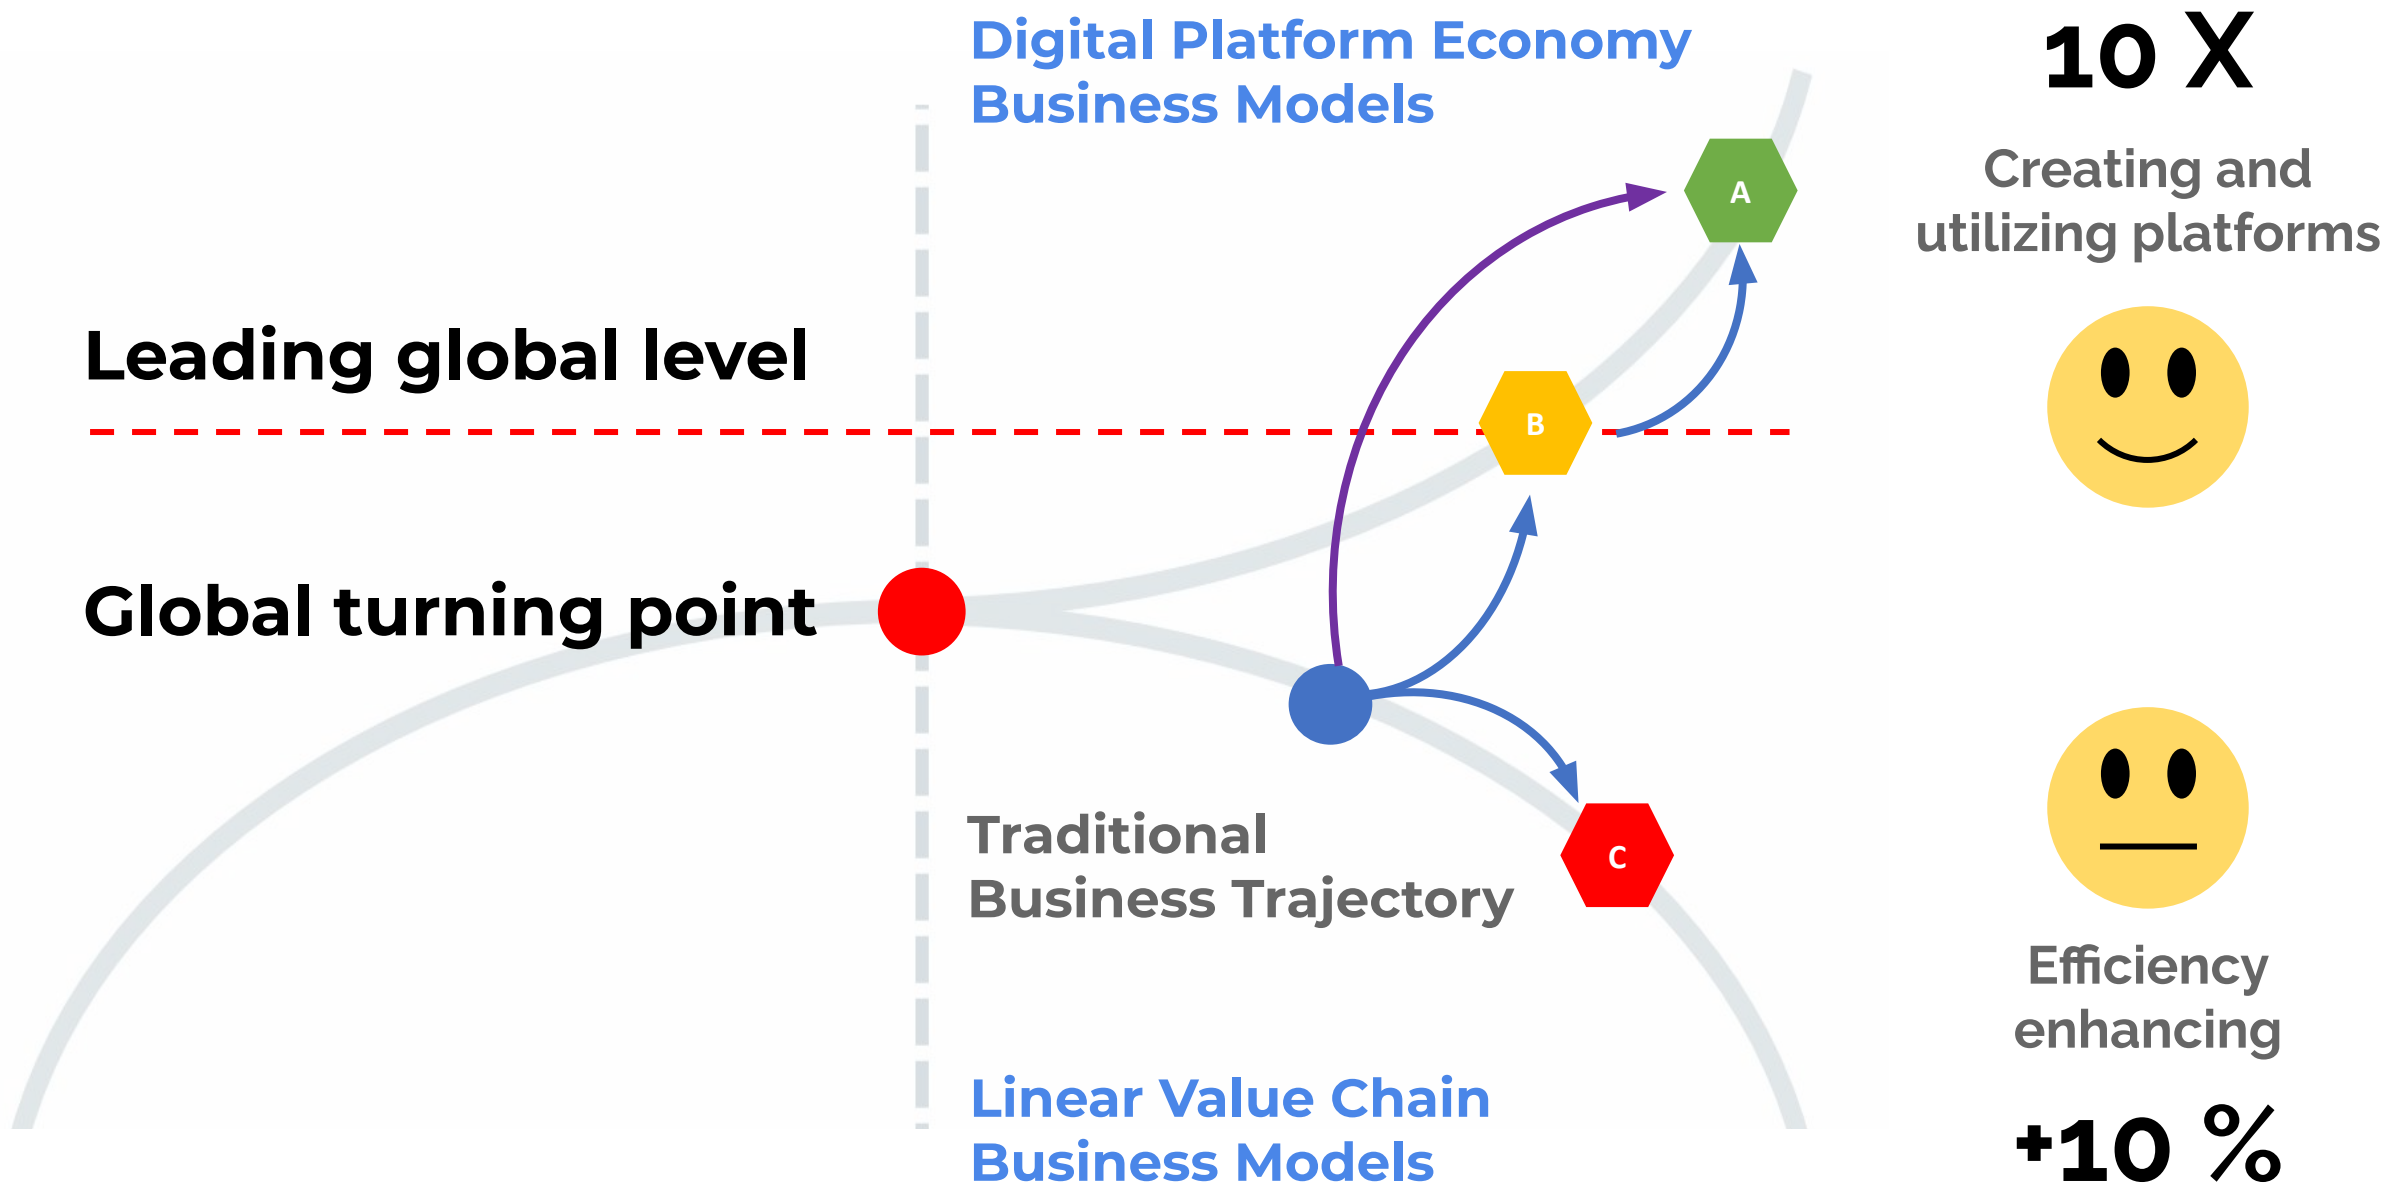 Digital Platform Economy
Business Models
10 X
Creating and
utilizing platforms
A
Leading global level
B
Global turning point
Traditional
Business Trajectory
C
Efficiency
enhancing
Linear Value Chain
Business Models
+10 %